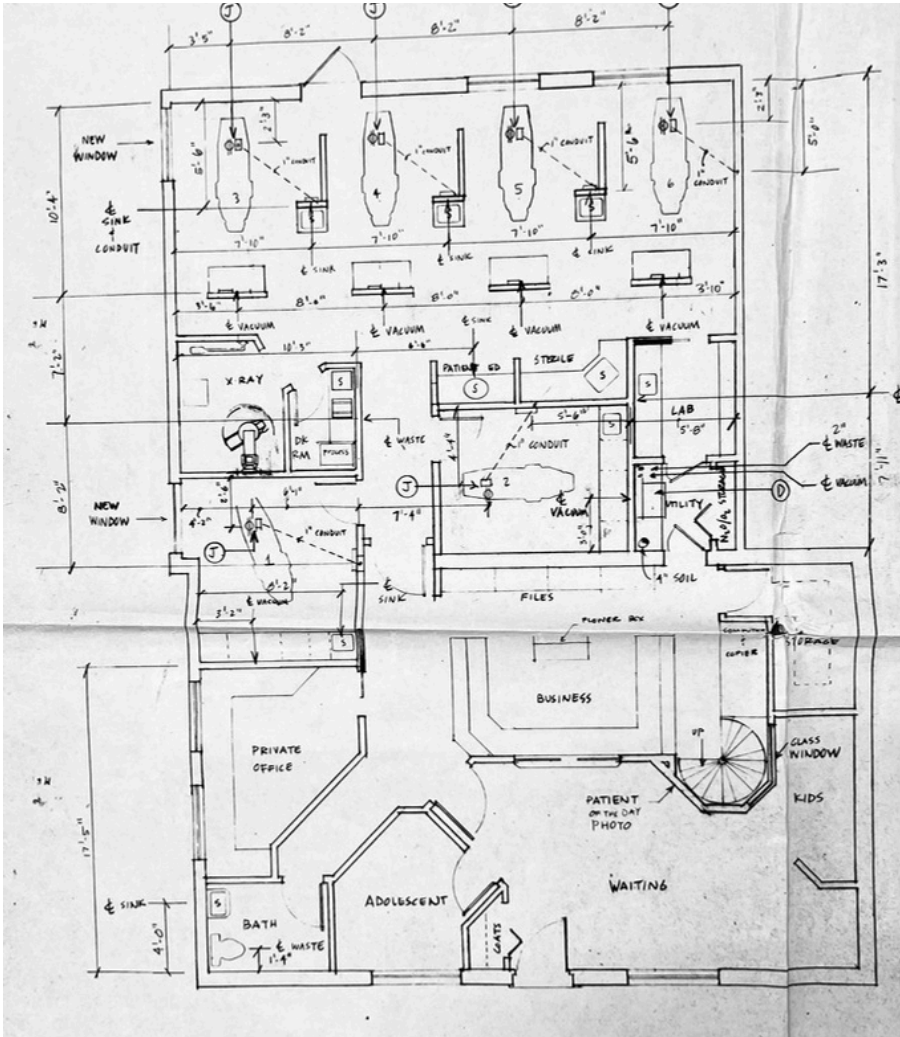 J
J
J
3'-5"
8'-2"
8'-2"
8'-2"
NEW
WINDOW
5'-6"
2'-3"
1" CONDUIT
1" CONDUIT
1" CONDUIT
5'-6"
1" CONDUIT
2'-3"
5'-0"
3
4
5
6
10'-4"
℄
SINK
+
CONDUIT
S
S
S
7'-10"
7'-10"
7'-10"
7'-10"
℄ SINK
℄ SINK
℄ SINK
17'-3"
3'-6"
8'-0"
8'-0"
3'-10"
℄ VACUUM
℄ VACUUM
℄ SINK
℄ VACUUM
℄ VACUUM
7'-2"
10'-3"
6'-6"
X-RAY
S
PATIENT ED
S
STERILE
S
S
LAB
5'-8"
DK
RM
℄ WASTE
4'-4"
5'-6"
S
CONDUIT
2"
℄ WASTE
℄ VACUUM
7'-11"
8'-2"
NEW
WINDOW
4'-2"
6'-1"
J
1" CONDUIT
7'-4"
J
2
℄
VACUUM
3'-0"
UTILITY
D
N₂O/O₂ STORAGE
1
8'-2"
℄ VACUUM
3'-2"
℄
SINK
S
4" SOIL
FILES
FLOWER BOX
COMPUTER
+
COPIER
STORAGE
BUSINESS
PRIVATE
OFFICE
UP
GLASS
WINDOW
PATIENT
OF THE DAY
PHOTO
KIDS
17'-5"
℄ SINK
S
4'-0"
BATH
℄ WASTE
1'-4"
ADOLESCENT
COATS
WAITING